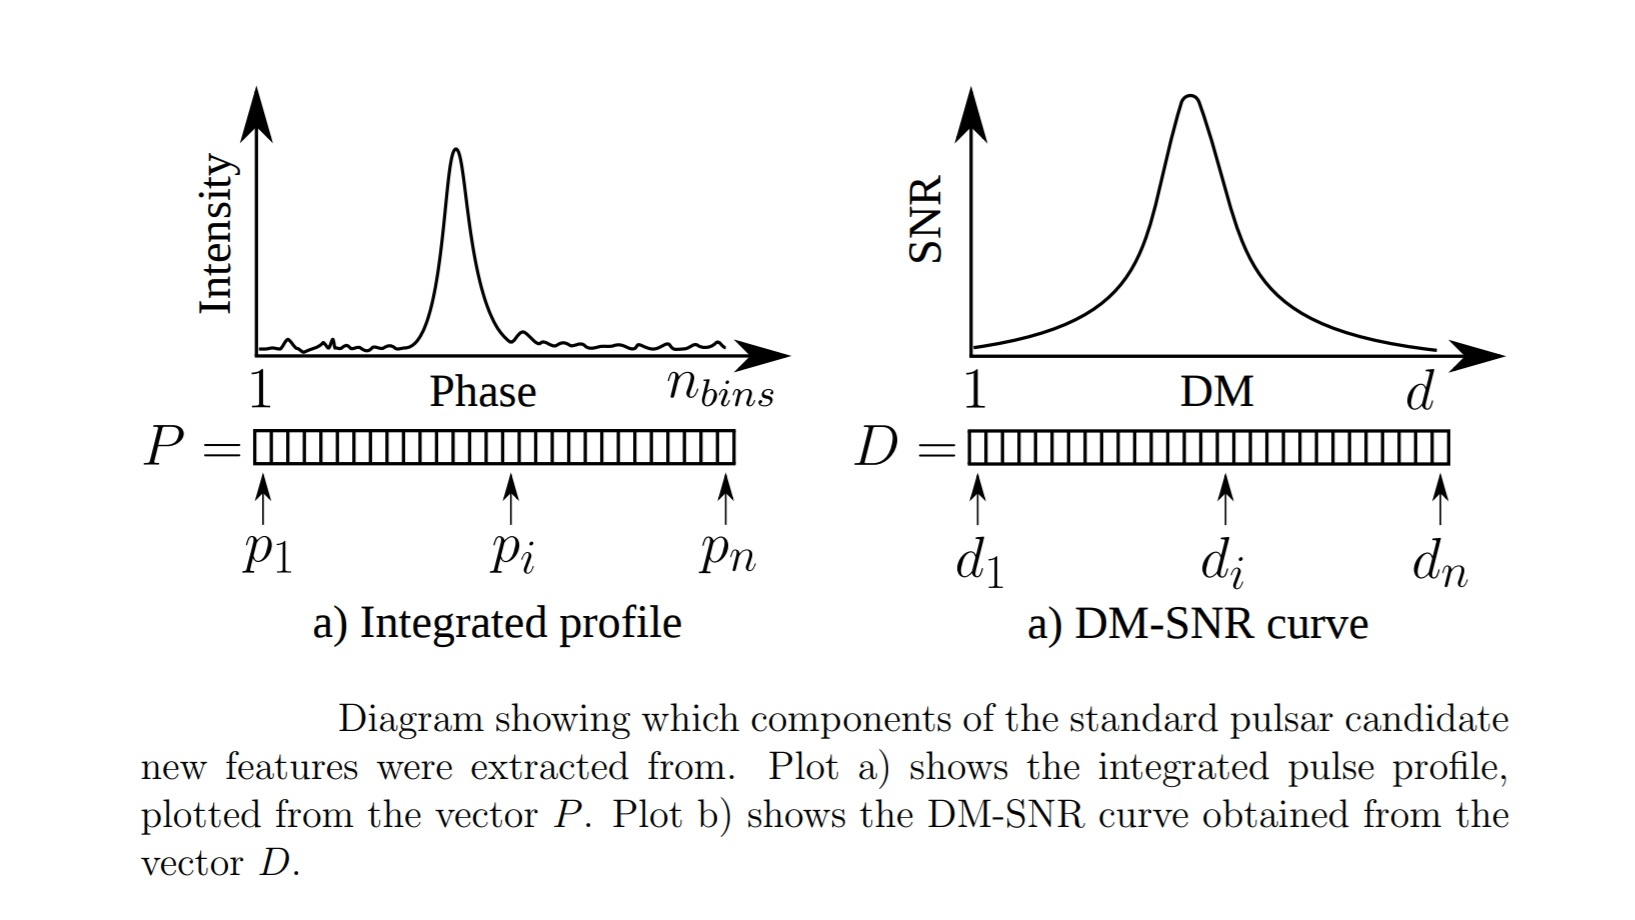 Intensity
1 Phase n_bins
P =
p_1 p_i p_n
a) Integrated profile
SNR
1 DM d
D =
d_1 d_i d_n
a) DM-SNR curve
Diagram showing which components of the standard pulsar candidate
new features were extracted from. Plot a) shows the integrated pulse profile,
plotted from the vector P. Plot b) shows the DM-SNR curve obtained from the
vector D.